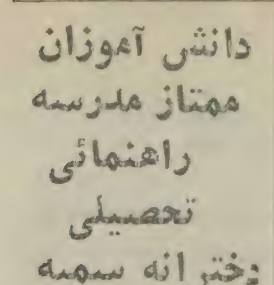 دانش آموزان
ممتاز مدرسه
راهنمائی
تحصیلی
دخترانه سمیه